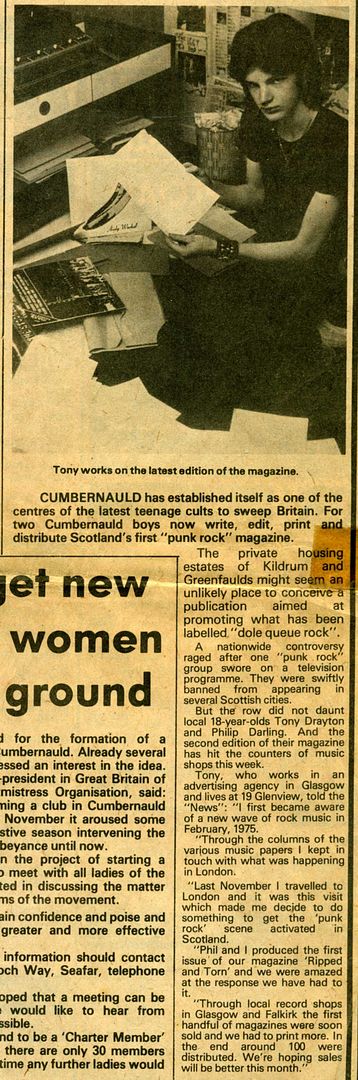 Andy Warhol
Tony works on the latest edition of the magazine.
CUMBERNAULD has established itself as one of the
centres of the latest teenage cults to sweep Britain. For
two Cumbernauld boys now write, edit, print and
distribute Scotland's first "punk rock" magazine.
The private housing
estates of Kildrum and
Greenfaulds might seem an
unlikely place to conceive a
publication aimed at
promoting what has been
labelled "dole queue rock".
A nationwide controversy
raged after one "punk rock"
group swore on a television
programme. They were swiftly
banned from appearing in
several Scottish cities.
But the row did not daunt
local 18-year-olds Tony Drayton
and Philip Darling. And the
second edition of their magazine
has hit the counters of music
shops this week.
Tony, who works in an
advertising agency in Glasgow
and lives at 19 Glenview, told the
"News"; "I first became aware
of a new wave of rock music in
February, 1975.
"Through the columns of the
various music papers I kept in
touch with what was happening
in London.
"Last November I travelled to
London and it was this visit
which made me decide to do
something to get the 'punk
rock' scene activated in
Scotland.
"Phil and I produced the first
issue of our magazine 'Ripped
and Torn' and we were amazed
at the response we have had to
it.
"Through local record shops
in Glasgow and Falkirk the first
handful of magazines were soon
sold and we had to print more. In
the end around 100 were
distributed. We're hoping sales
will be better this month."
get new
women
ground
d for the formation of a
Cumbernauld. Already several
essed an interest in the idea.
-president in Great Britain of
rmistress Organisation, said:
ming a club in Cumbernauld
November it aroused some
stive season intervening the
beyance until now.
n the project of starting a
o meet with all ladies of the
ted in discussing the matter
ms of the movement.
ain confidence and poise and
greater and more effective
information should contact
och Way, Seafar, telephone
oped that a meeting can be
e would like to hear from
ssible.
nd to be a 'Charter Member'
there are only 30 members
time any further ladies would